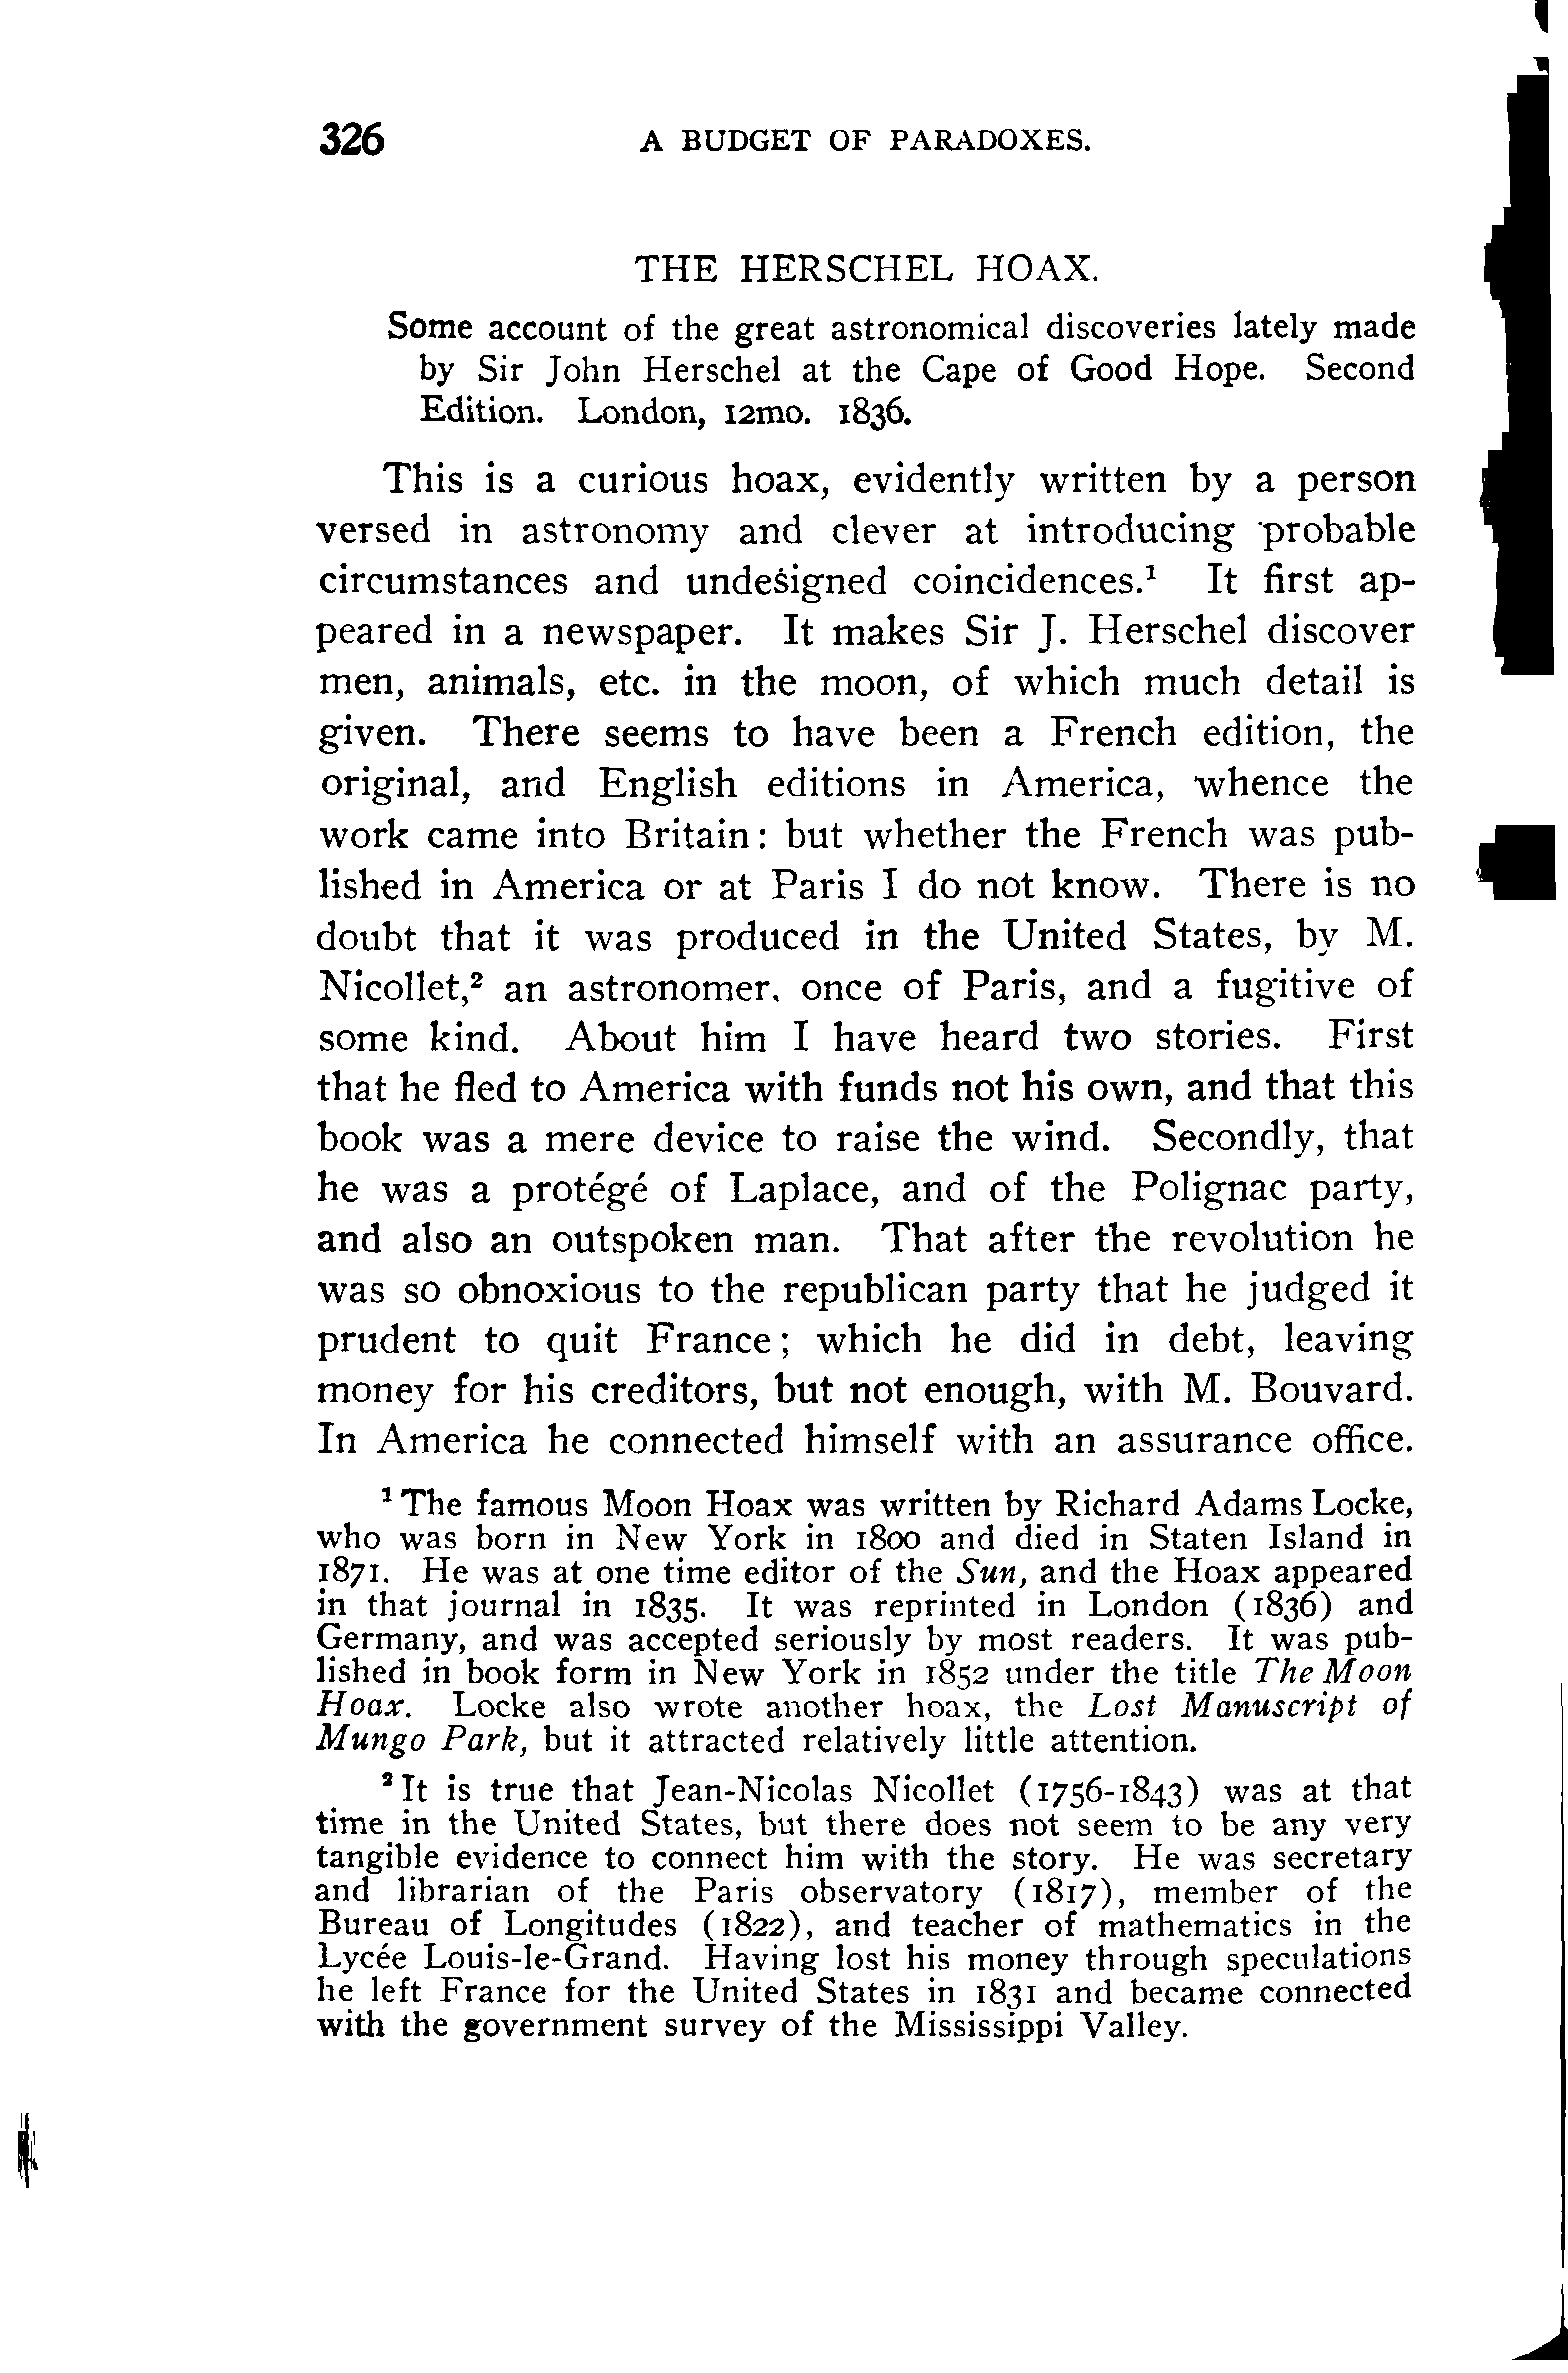 326 A BUDGET OF PARADOXES.
THE HERSCHEL HOAX.
Some account of the great astronomical discoveries lately made
by Sir John Herschel at the Cape of Good Hope. Second
Edition. London, 12mo. 1836.
This is a curious hoax, evidently written by a person
versed in astronomy and clever at introducing probable
circumstances and undesigned coincidences.¹ It first ap-
peared in a newspaper. It makes Sir J. Herschel discover
men, animals, etc. in the moon, of which much detail is
given. There seems to have been a French edition, the
original, and English editions in America, whence the
work came into Britain: but whether the French was pub-
lished in America or at Paris I do not know. There is no
doubt that it was produced in the United States, by M.
Nicollet,² an astronomer, once of Paris, and a fugitive of
some kind. About him I have heard two stories. First
that he fled to America with funds not his own, and that this
book was a mere device to raise the wind. Secondly, that
he was a protégé of Laplace, and of the Polignac party,
and also an outspoken man. That after the revolution he
was so obnoxious to the republican party that he judged it
prudent to quit France; which he did in debt, leaving
money for his creditors, but not enough, with M. Bouvard.
In America he connected himself with an assurance office.
¹ The famous Moon Hoax was written by Richard Adams Locke,
who was born in New York in 1800 and died in Staten Island in
1871. He was at one time editor of the Sun, and the Hoax appeared
in that journal in 1835. It was reprinted in London (1836) and
Germany, and was accepted seriously by most readers. It was pub-
lished in book form in New York in 1852 under the title The Moon
Hoax. Locke also wrote another hoax, the Lost Manuscript of
Mungo Park, but it attracted relatively little attention.
² It is true that Jean-Nicolas Nicollet (1756-1843) was at that
time in the United States, but there does not seem to be any very
tangible evidence to connect him with the story. He was secretary
and librarian of the Paris observatory (1817), member of the
Bureau of Longitudes (1822), and teacher of mathematics in the
Lycée Louis-le-Grand. Having lost his money through speculations
he left France for the United States in 1831 and became connected
with the government survey of the Mississippi Valley.